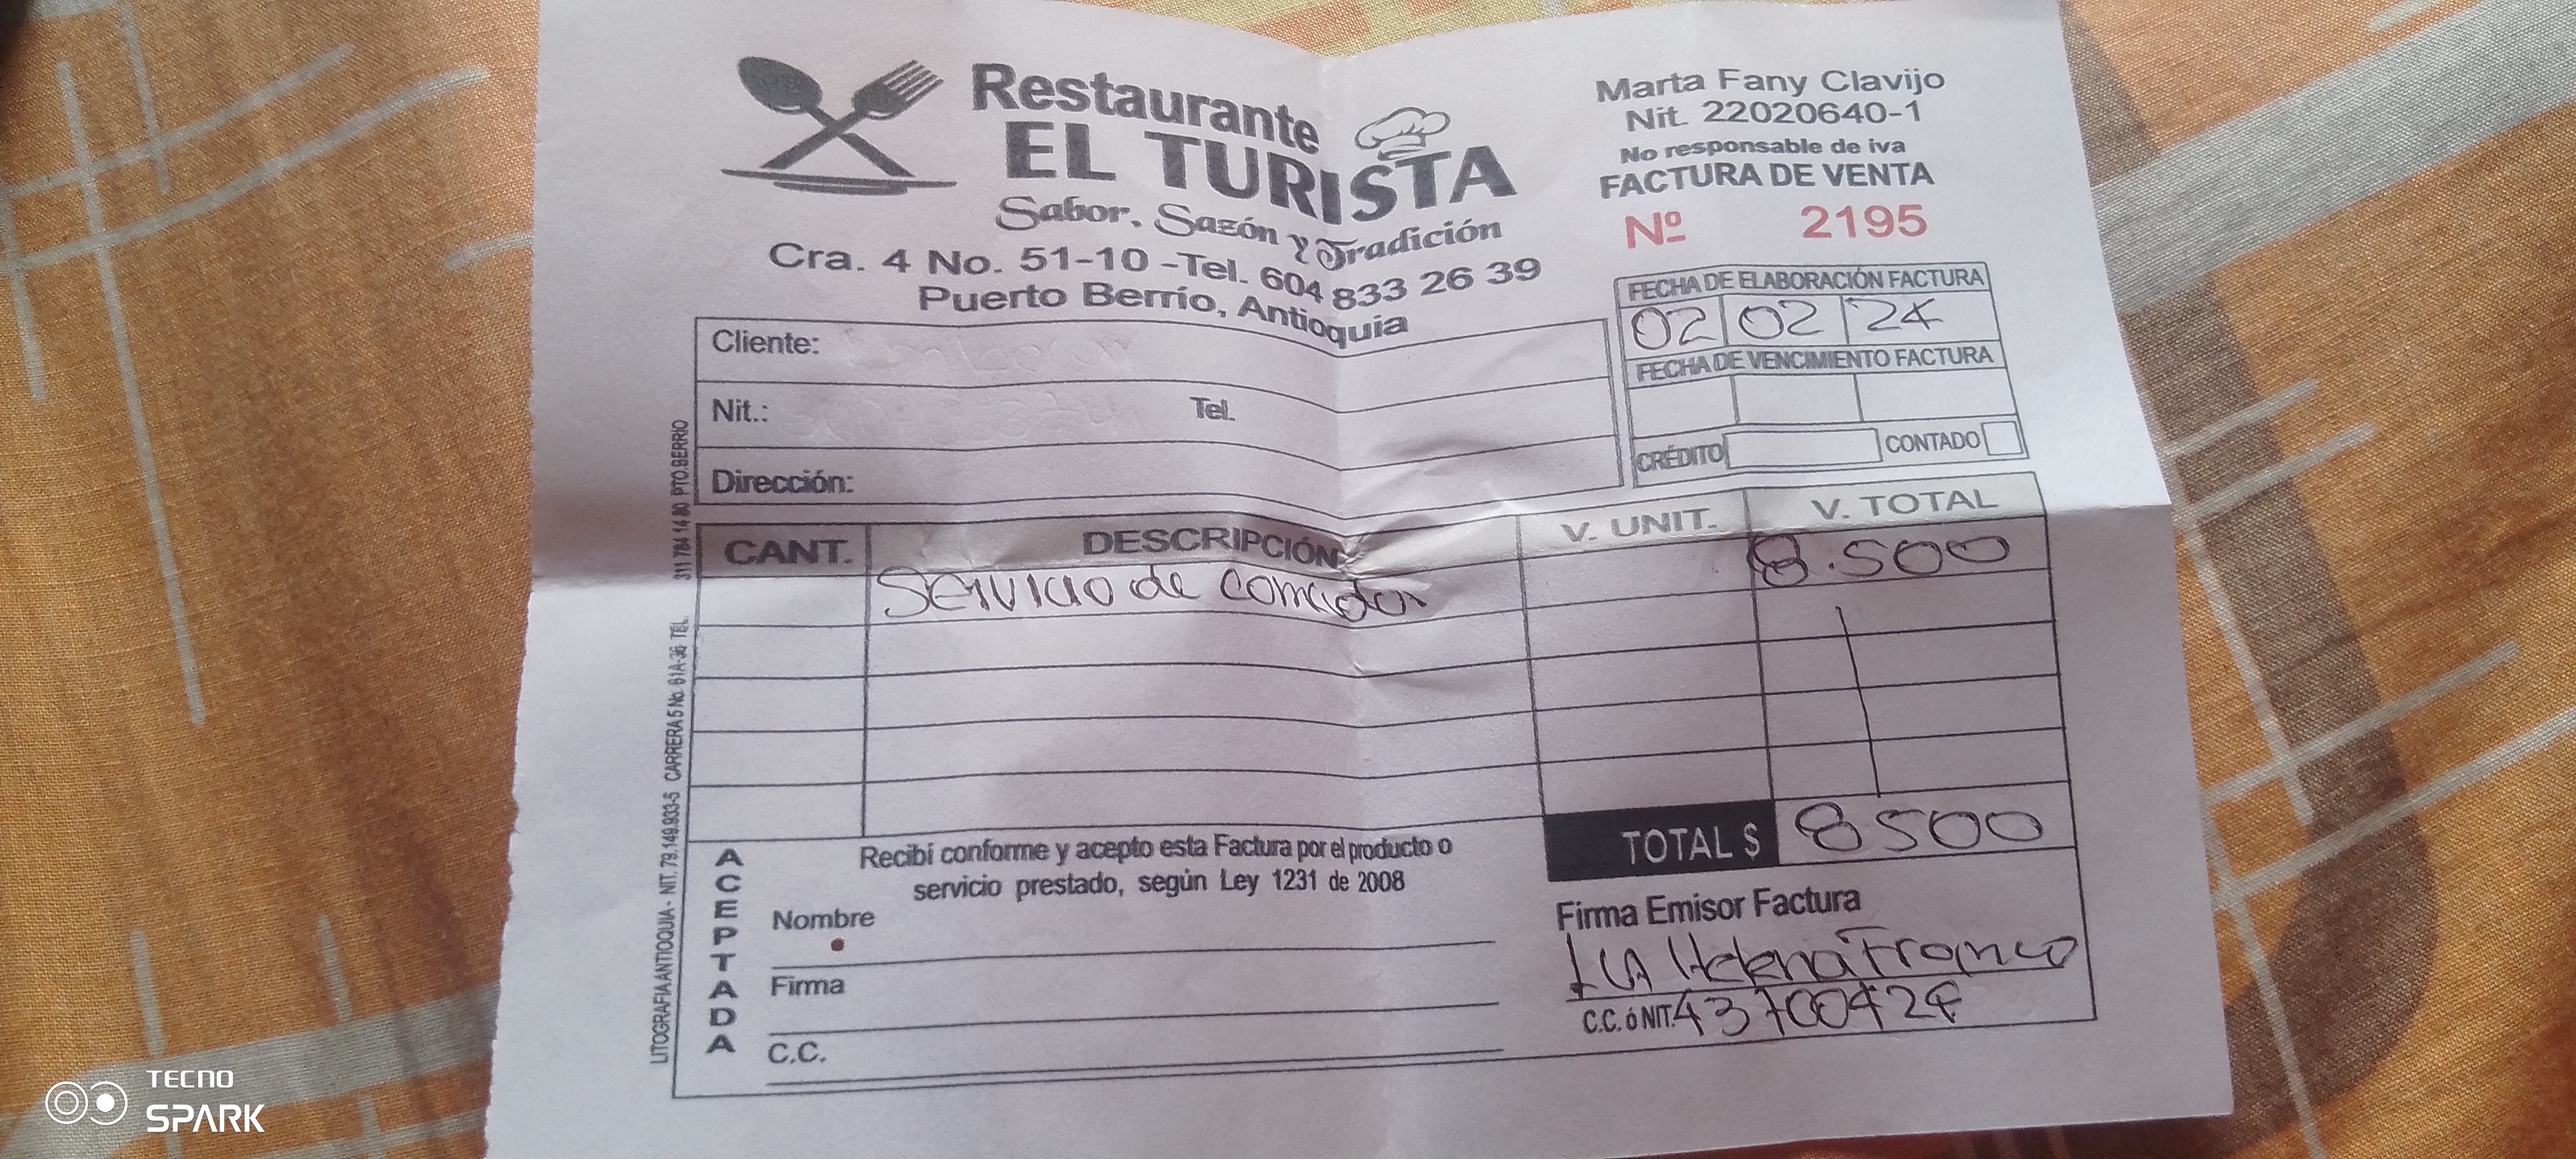 Restaurante
EL TURISTA
Sabor, Sazón y Tradición
Cra. 4 No. 51-10 -Tel. 604 833 26 39
Puerto Berrío, Antioquia
Marta Fany Clavijo
Nit. 22020640-1
No responsable de iva
FACTURA DE VENTA
Nº 2195
FECHA DE ELABORACIÓN FACTURA
02 02 24
FECHA DE VENCIMIENTO FACTURA
CRÉDITO CONTADO
Cliente:
Nit.: Tel.
Dirección:
CANT. DESCRIPCIÓN V. UNIT. V. TOTAL
Servicio de comedor 8.500
TOTAL $ 8500
ACEPTADA
Recibí conforme y acepto esta Factura por el producto o
servicio prestado, según Ley 1231 de 2008
Nombre
Firma
C.C.
Firma Emisor Factura
Helena Franco
C.C. ó NIT.
LITOGRAFIA ANTIOQUIA - NIT. 79.149.933-5 CARRERA 5 No. 61A-36 TEL. 311 784 14 80 PTO.BERRIO
TECNO
SPARK